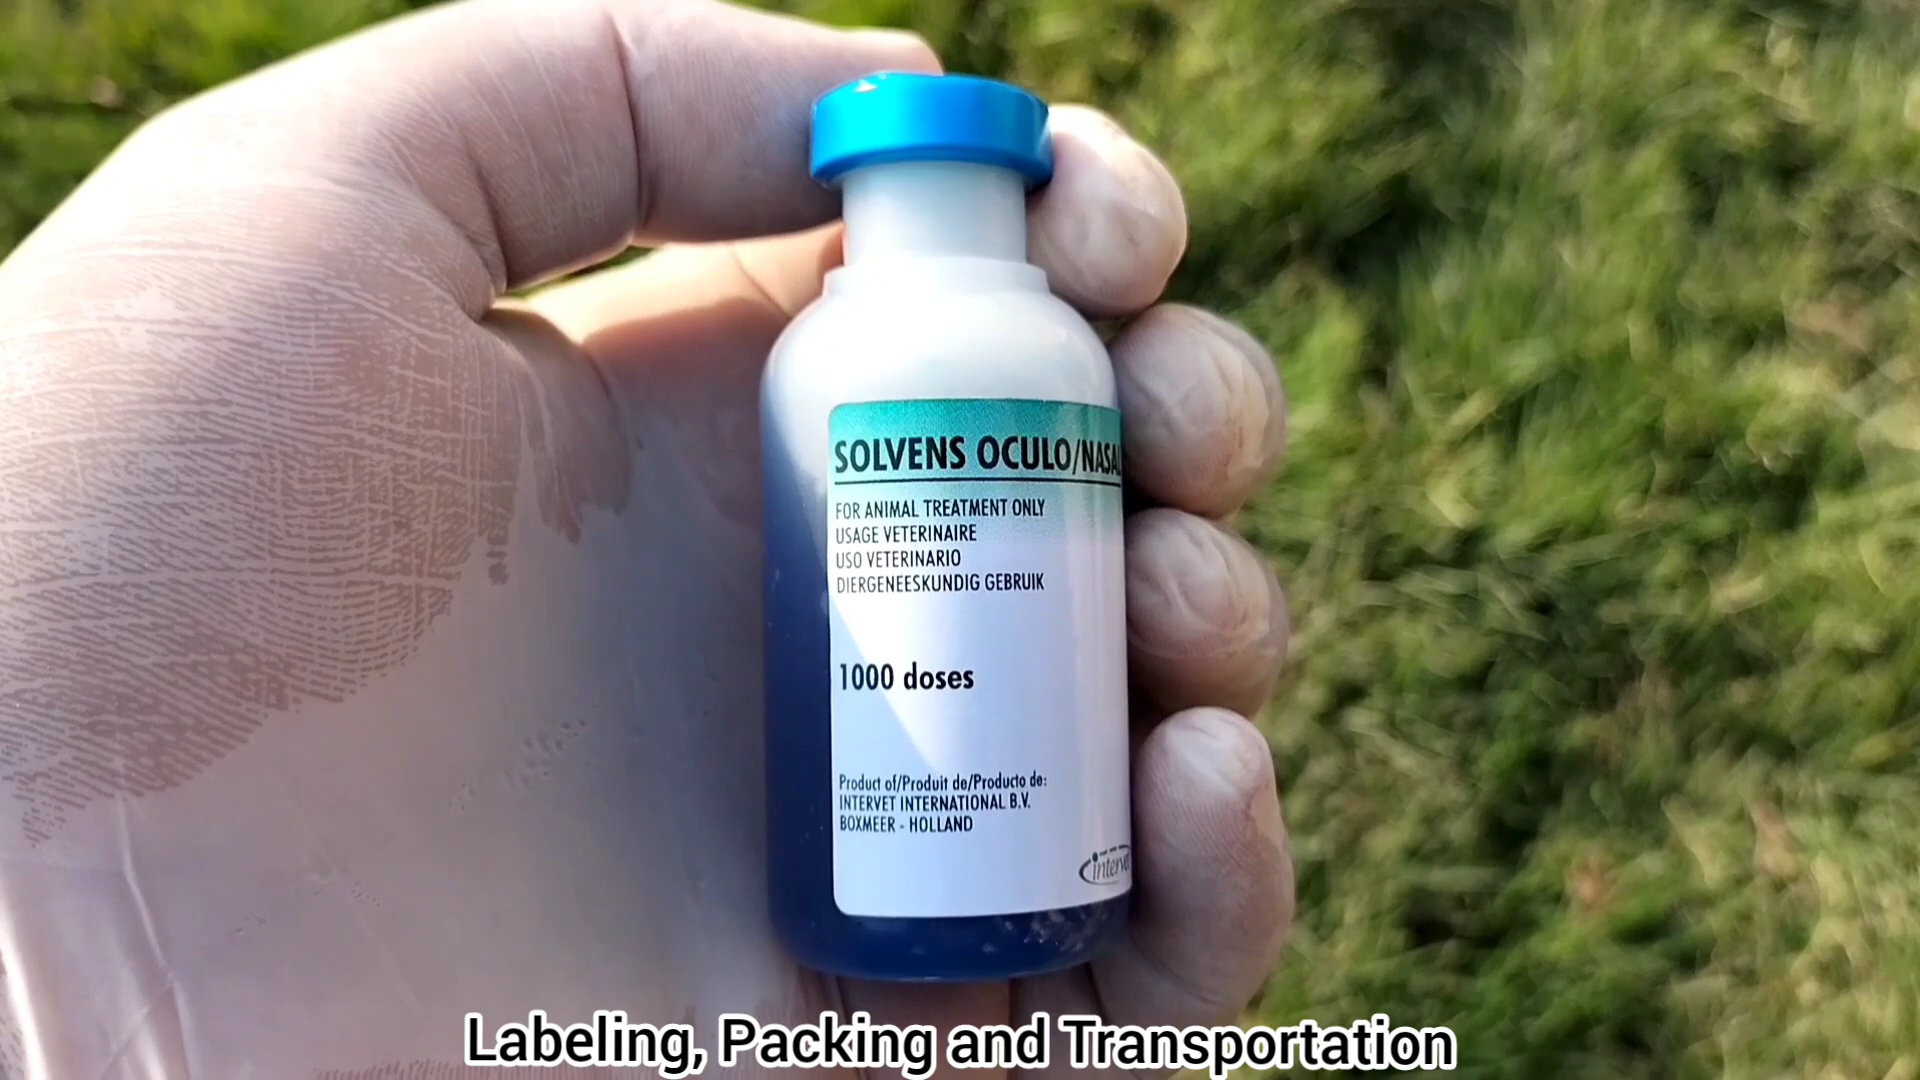 SOLVENS OCULO/NASAL
FOR ANIMAL TREATMENT ONLY
USAGE VETERINAIRE
USO VETERINARIO
DIERGENEESKUNDIG GEBRUIK
1000 doses
Product of/Produit de/Producto de:
INTERVET INTERNATIONAL B.V.
BOXMEER - HOLLAND
Intervet
Labeling, Packing and Transportation